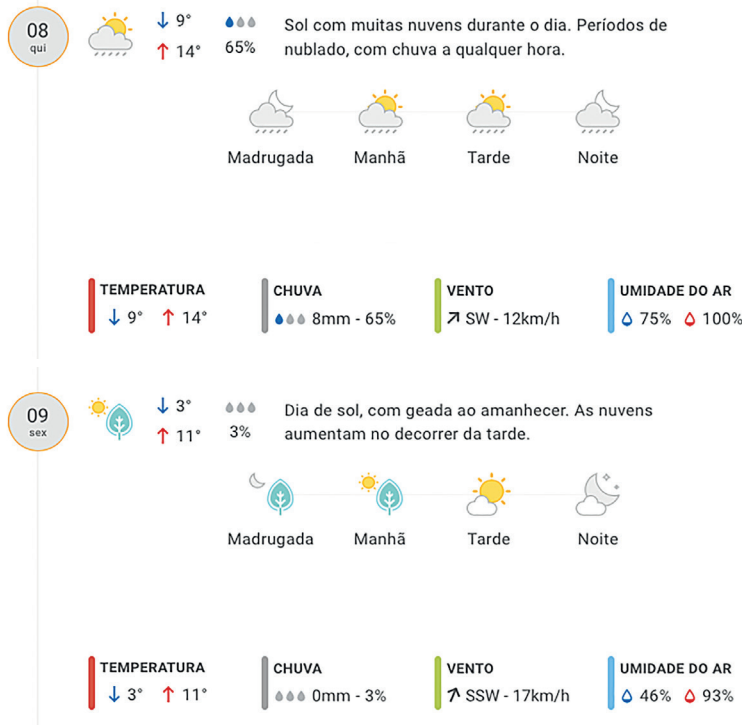 08
qui
9°
14°
65%
Sol com muitas nuvens durante o dia. Períodos de
nublado, com chuva a qualquer hora.
Madrugada Manhã Tarde Noite
TEMPERATURA CHUVA VENTO UMIDADE DO AR
9° 14° 8mm - 65% SW - 12km/h 75% 100%
09
sex
3°
11°
3%
Dia de sol, com geada ao amanhecer. As nuvens
aumentam no decorrer da tarde.
Madrugada Manhã Tarde Noite
TEMPERATURA CHUVA VENTO UMIDADE DO AR
3° 11° 0mm - 3% SSW - 17km/h 46% 93%